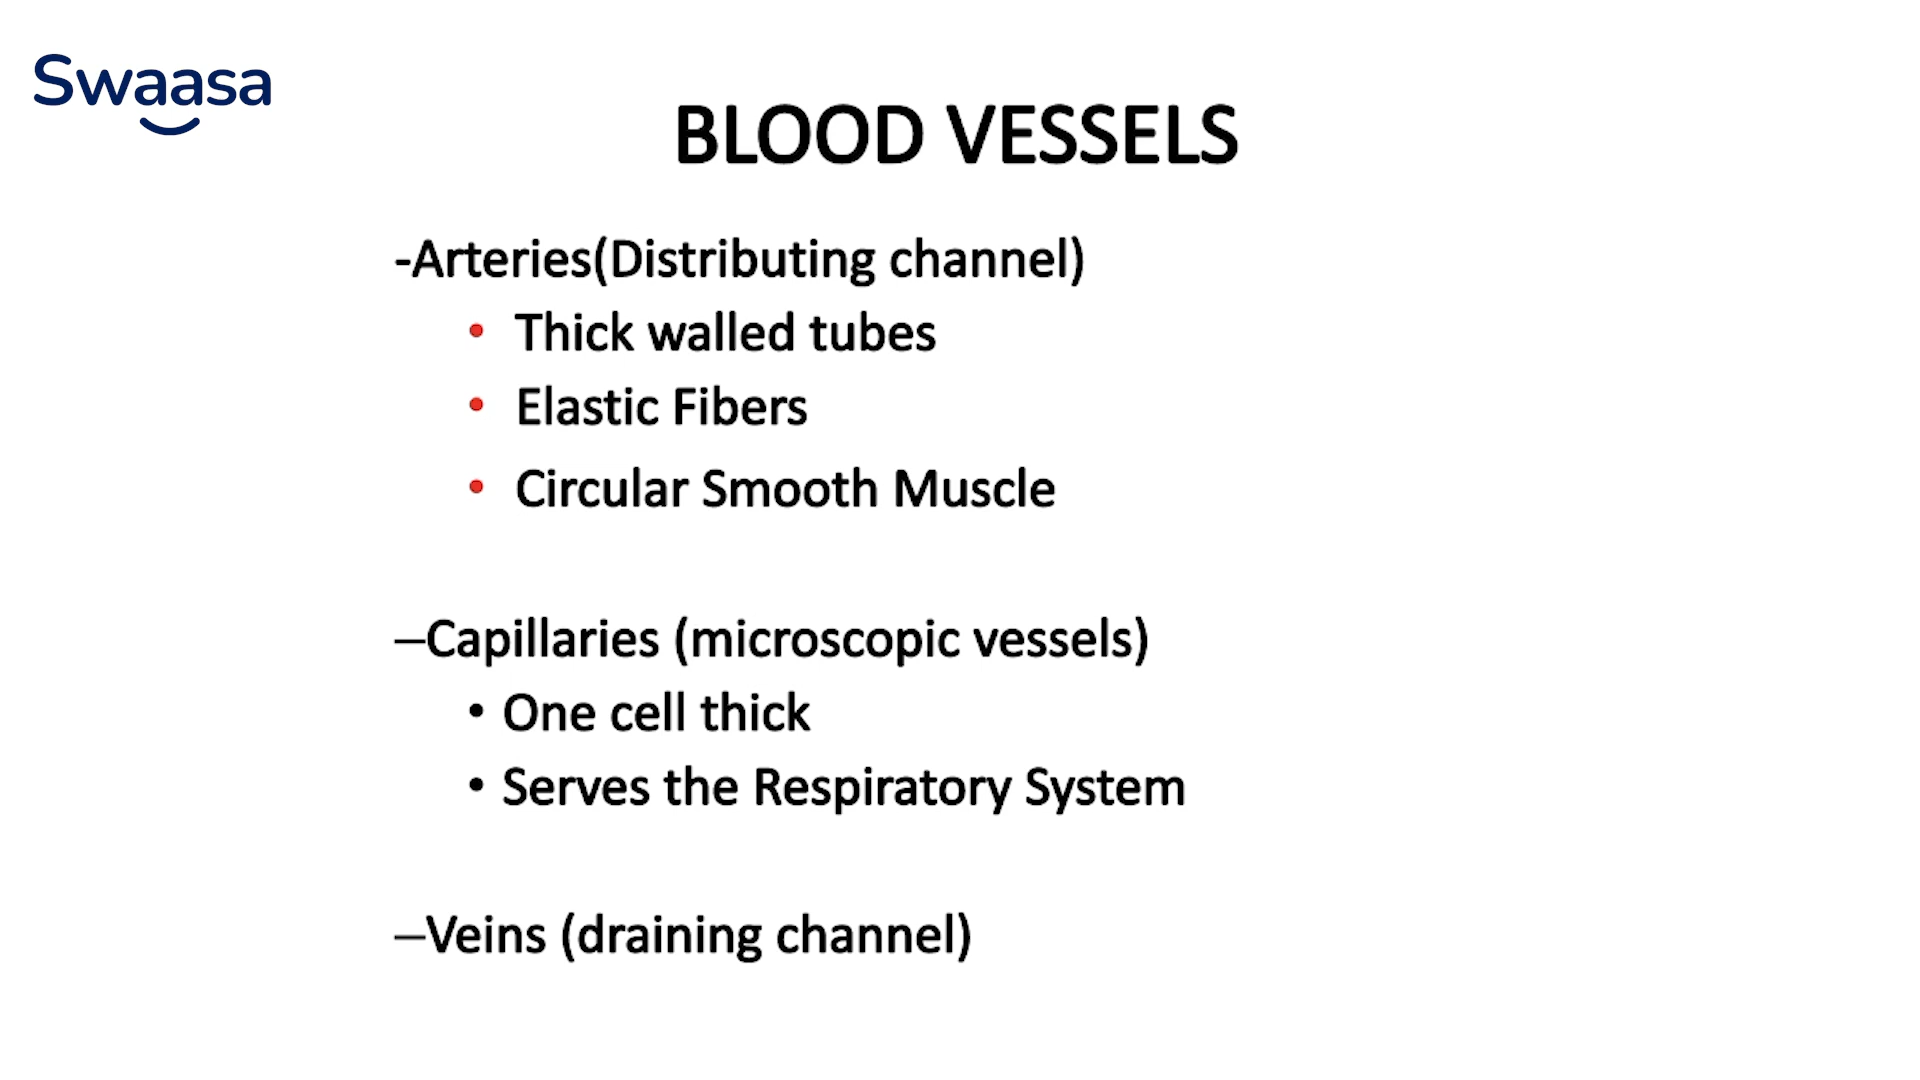 Swaasa
BLOOD VESSELS
-Arteries(Distributing channel)
• Thick walled tubes
• Elastic Fibers
• Circular Smooth Muscle
–Capillaries (microscopic vessels)
• One cell thick
• Serves the Respiratory System
–Veins (draining channel)